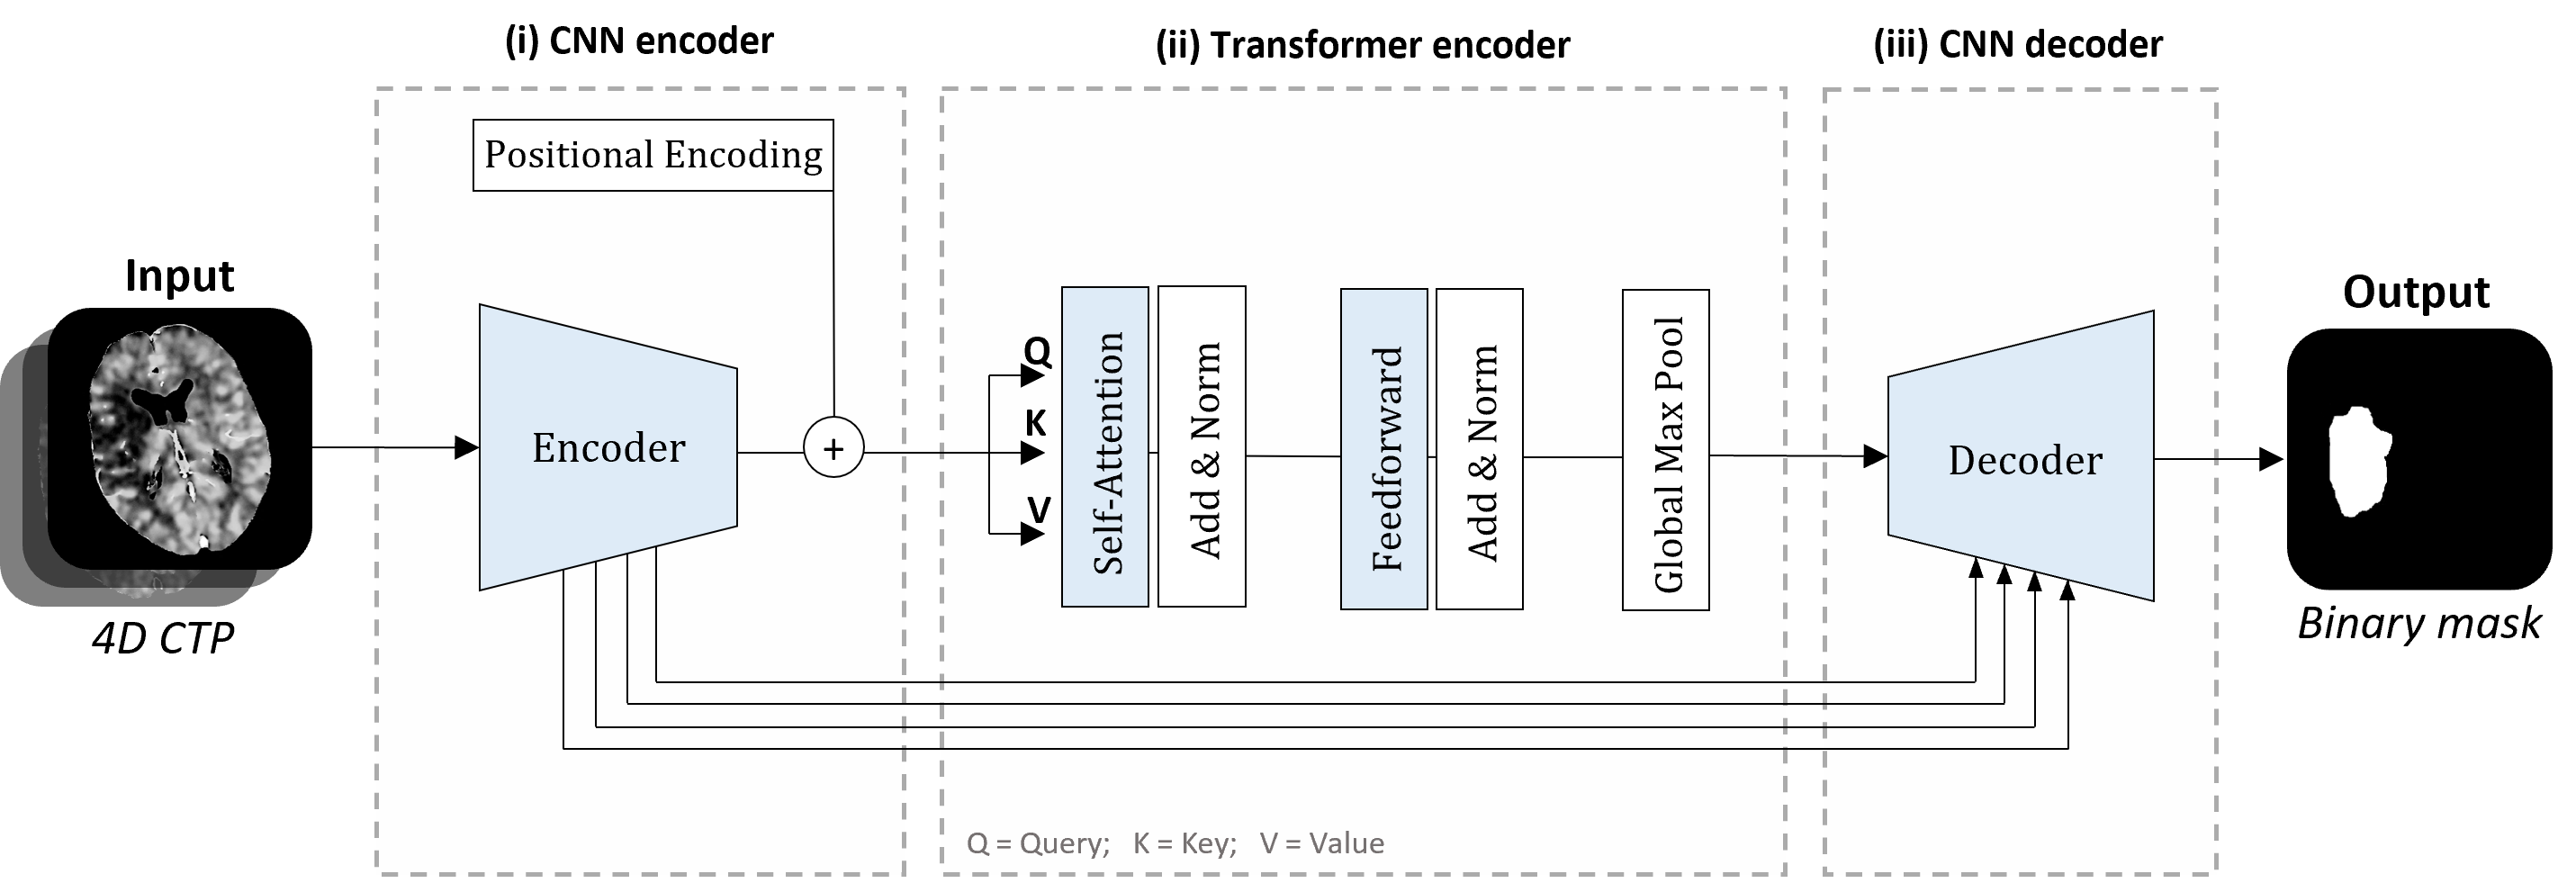 (i) CNN encoder
(ii) Transformer encoder
(iii) CNN decoder
Positional Encoding
Input
4D CTP
Encoder
+
Q
K
V
Self-Attention
Add & Norm
Feedforward
Add & Norm
Global Max Pool
Decoder
Output
Binary mask
Q = Query; K = Key; V = Value